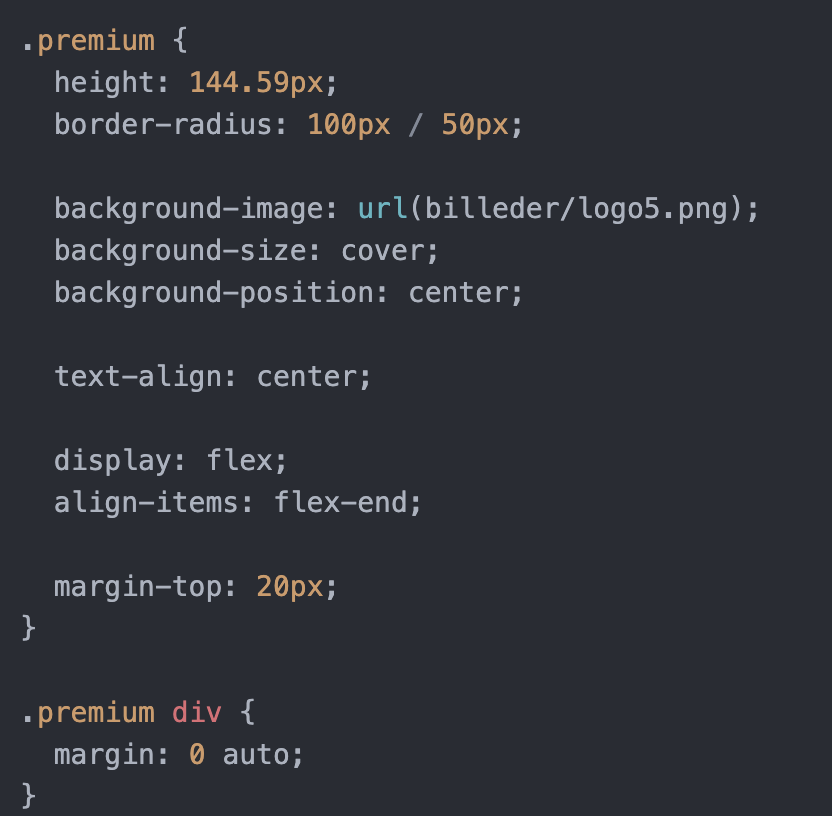 .premium {
  height: 144.59px;
  border-radius: 100px / 50px;

  background-image: url(billeder/logo5.png);
  background-size: cover;
  background-position: center;

  text-align: center;

  display: flex;
  align-items: flex-end;

  margin-top: 20px;
}

.premium div {
  margin: 0 auto;
}